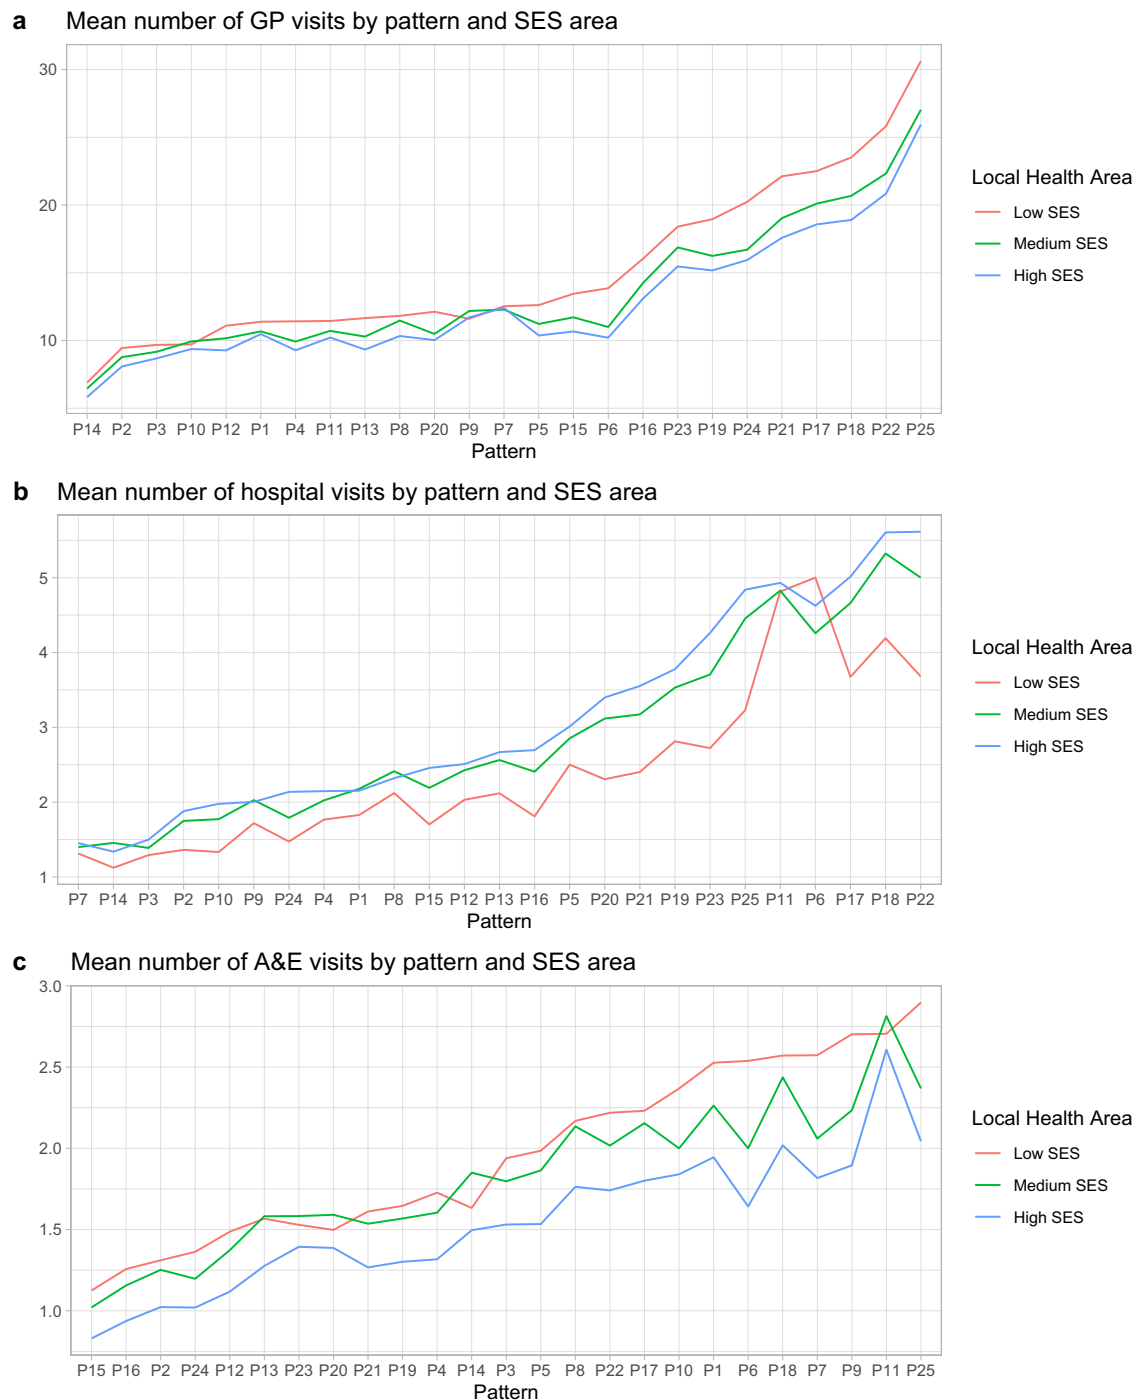 a Mean number of GP visits by pattern and SES area
30
20
10
P14 P2 P3 P10 P12 P1 P4 P11 P13 P8 P20 P9 P7 P5 P15 P6 P16 P23 P19 P24 P21 P17 P18 P22 P25
Pattern
Local Health Area
Low SES
Medium SES
High SES
b Mean number of hospital visits by pattern and SES area
5
4
3
2
1
P7 P14 P3 P2 P10 P9 P24 P4 P1 P8 P15 P12 P13 P16 P5 P20 P21 P19 P23 P25 P11 P6 P17 P18 P22
Pattern
Local Health Area
Low SES
Medium SES
High SES
c Mean number of A&E visits by pattern and SES area
3.0
2.5
2.0
1.5
1.0
P15 P16 P2 P24 P12 P13 P23 P20 P21 P19 P4 P14 P3 P5 P8 P22 P17 P10 P1 P6 P18 P7 P9 P11 P25
Pattern
Local Health Area
Low SES
Medium SES
High SES